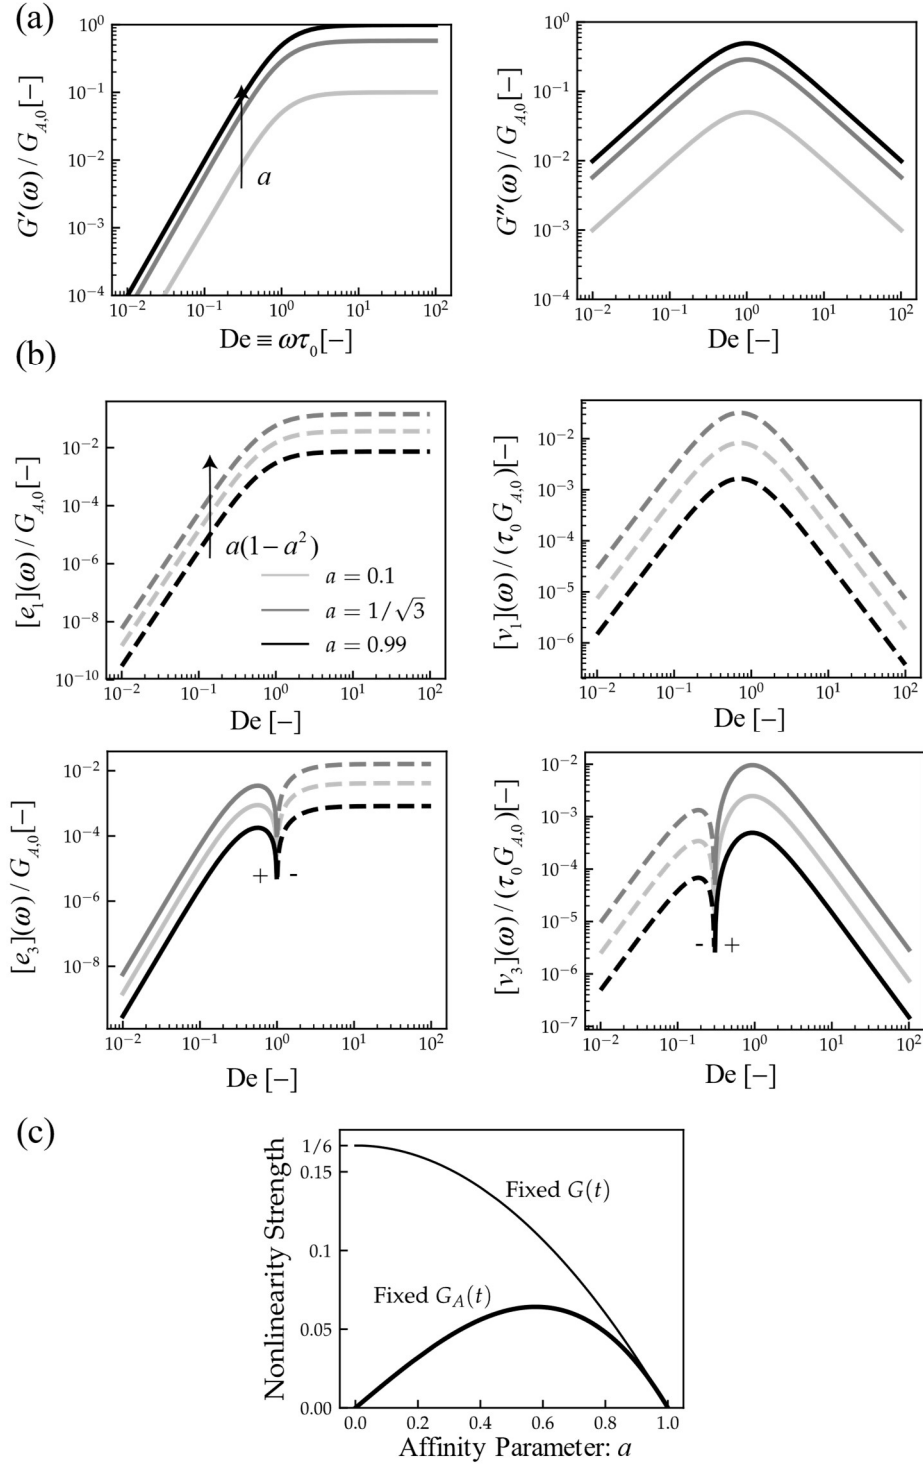 (a)
G′(ω) / G_{A,0} [–]
10^0
10^{-1}
10^{-2}
10^{-3}
10^{-4}
a
10^{-2} 10^{-1} 10^0 10^1 10^2
De ≡ ωτ_0 [–]
G″(ω) / G_{A,0} [–]
10^0
10^{-1}
10^{-2}
10^{-3}
10^{-4}
10^{-2} 10^{-1} 10^0 10^1 10^2
De [–]
(b)
[e_1](ω) / G_{A,0} [–]
10^{-2}
10^{-4}
10^{-6}
10^{-8}
10^{-10}
a(1–a^2)
a = 0.1
a = 1/√3
a = 0.99
10^{-2} 10^{-1} 10^0 10^1 10^2
De [–]
[v_1](ω) / (τ_0 G_{A,0}) [–]
10^{-2}
10^{-3}
10^{-4}
10^{-5}
10^{-6}
10^{-2} 10^{-1} 10^0 10^1 10^2
De [–]
[e_3](ω) / G_{A,0} [–]
10^{-2}
10^{-4}
10^{-6}
10^{-8}
+ -
10^{-2} 10^{-1} 10^0 10^1 10^2
De [–]
[v_3](ω) / (τ_0 G_{A,0}) [–]
10^{-2}
10^{-3}
10^{-4}
10^{-5}
10^{-6}
10^{-7}
- +
10^{-2} 10^{-1} 10^0 10^1 10^2
De [–]
(c)
Nonlinearity Strength
1/6
0.15
0.1
0.05
0.00
Fixed G(t)
Fixed G_A(t)
0.0 0.2 0.4 0.6 0.8 1.0
Affinity Parameter: a